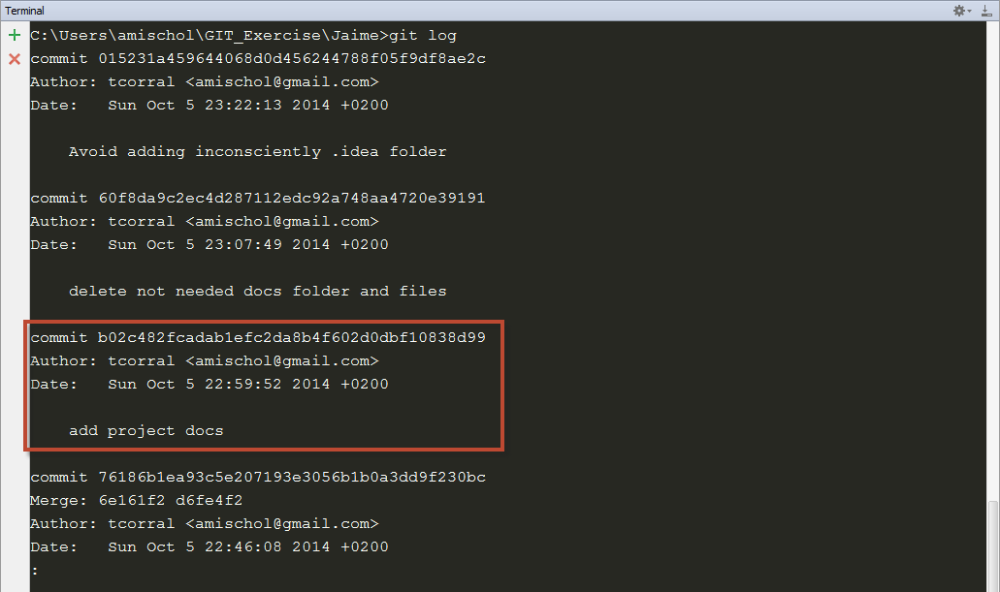 Terminal
C:\Users\amischol\GIT_Exercise\Jaime>git log
commit 015231a459644068d0d456244788f05f9df8ae2c
Author: tcorral <amischol@gmail.com>
Date:   Sun Oct 5 23:22:13 2014 +0200
Avoid adding inconsciently .idea folder
commit 60f8da9c2ec4d287112edc92a748aa4720e39191
Author: tcorral <amischol@gmail.com>
Date:   Sun Oct 5 23:07:49 2014 +0200
delete not needed docs folder and files
commit b02c482fcadab1efc2da8b4f602d0dbf10838d99
Author: tcorral <amischol@gmail.com>
Date:   Sun Oct 5 22:59:52 2014 +0200
add project docs
commit 76186b1ea93c5e207193e3056b1b0a3dd9f230bc
Merge: 6e161f2 d6fe4f2
Author: tcorral <amischol@gmail.com>
Date:   Sun Oct 5 22:46:08 2014 +0200
: